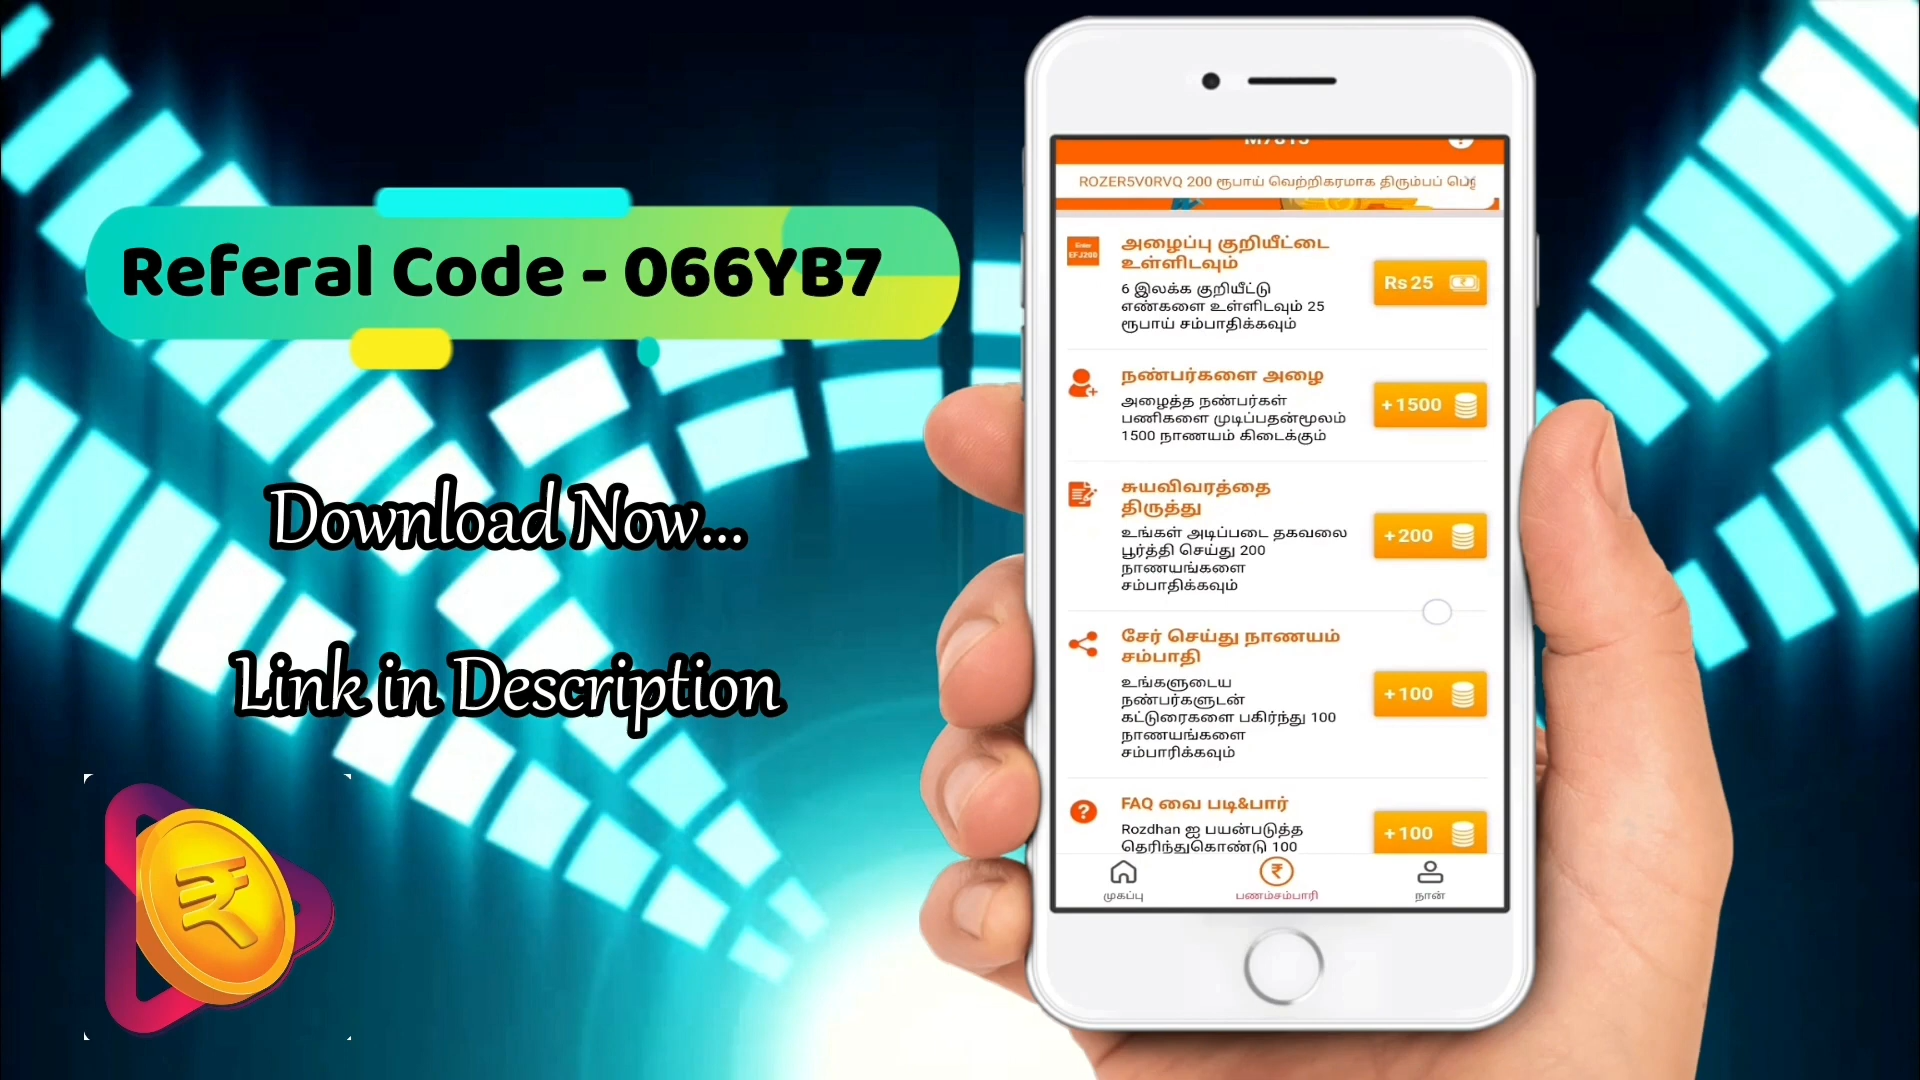 Referal Code - 066YB7
Download Now...
Link in Description
ROZER5V0RVQ 200 ரூபாய் வெற்றிகரமாக திரும்பப்
Enter
EFJ200
அழைப்பு குறியீட்டை
உள்ளிடவும்
6 இலக்க குறியீட்டு
எண்களை உள்ளிடவும் 25
ரூபாய் சம்பாதிக்கவும்
Rs 25
நண்பர்களை அழை
அழைத்த நண்பர்கள்
பணிகளை முடிப்பதன்மூலம்
1500 நாணயம் கிடைக்கும்
+1500
சுயவிவரத்தை
திருத்து
உங்கள் அடிப்படை தகவலை
பூர்த்தி செய்து 200
நாணயங்களை
சம்பாதிக்கவும்
+200
சேர் செய்து நாணயம்
சம்பாதி
உங்களுடைய
நண்பர்களுடன்
கட்டுரைகளை பகிர்ந்து 100
நாணயங்களை
சம்பாரிக்கவும்
+100
FAQ வை படி&பார்
Rozdhan ஐ பயன்படுத்த
தெரிந்துகொண்டு 100
+100
முகப்பு
பணம்சம்பாரி
நான்